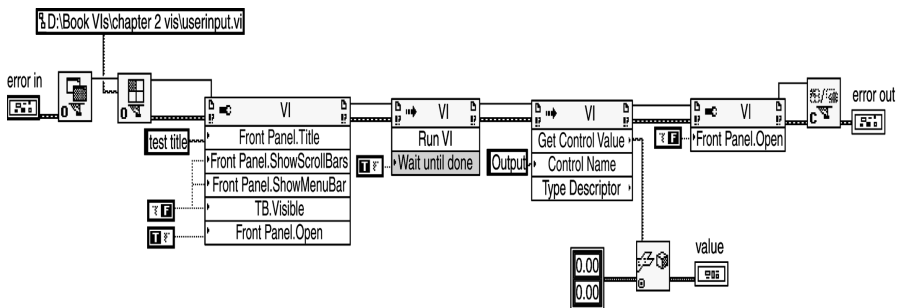 D:\Book VIs\chapter 2 vis\userinput.vi
error in
VI
test title
Front Panel.Title
Front Panel.ShowScrollBars
Front Panel.ShowMenuBar
TB.Visible
Front Panel.Open
F
T
VI
Run VI
Wait until done
T
VI
Get Control Value
Output
Control Name
Type Descriptor
VI
Front Panel.Open
F
error out
0.00
0.00
value